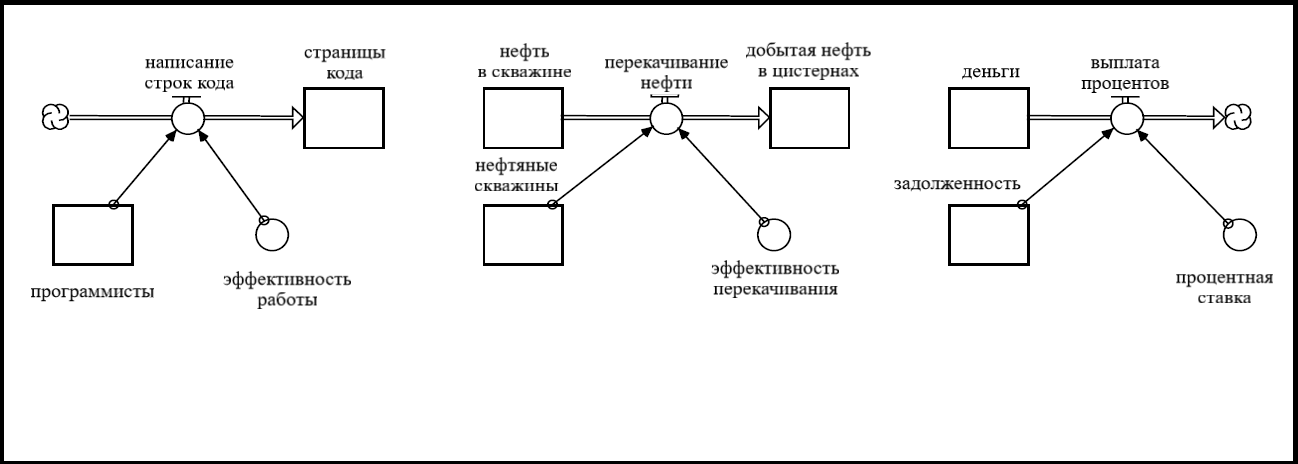 написание
строк кода
страницы
кода
программисты
эффективность
работы
нефть
в скважине
перекачивание
нефти
добытая нефть
в цистернах
нефтяные
скважины
эффективность
перекачивания
деньги
выплата
процентов
задолженность
процентная
ставка